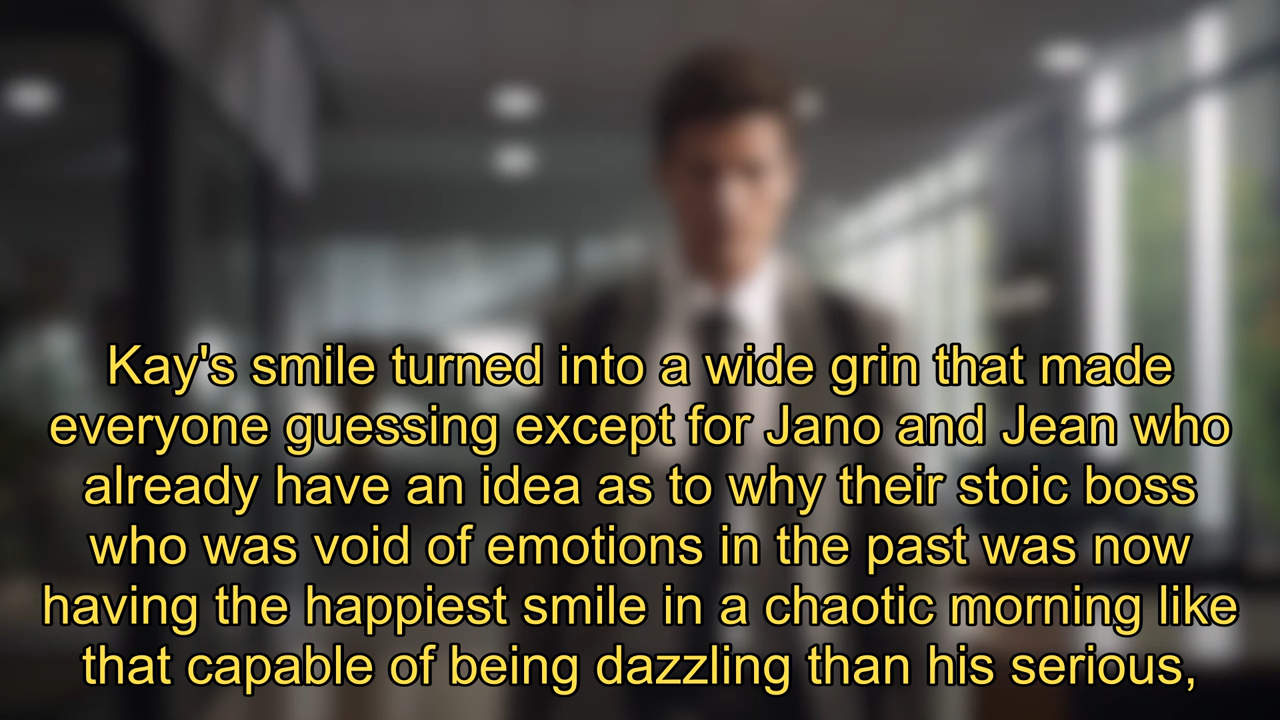 Kay's smile turned into a wide grin that made
everyone guessing except for Jano and Jean who
already have an idea as to why their stoic boss
who was void of emotions in the past was now
having the happiest smile in a chaotic morning like
that capable of being dazzling than his serious,